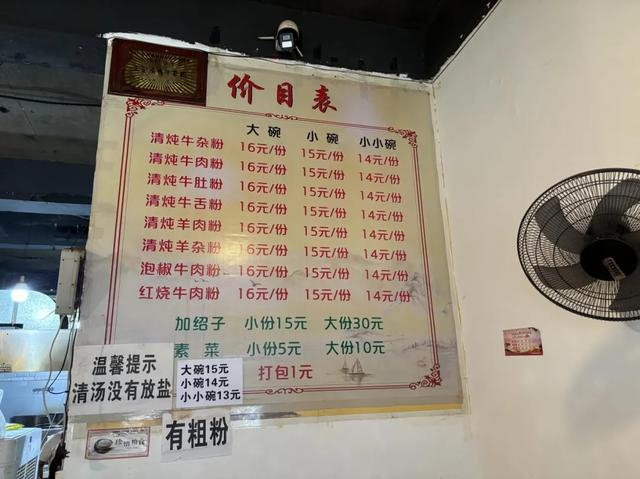 价目表
大碗 小碗 小小碗
清炖牛杂粉 16元/份 15元/份 14元/份
清炖牛肉粉 16元/份 15元/份 14元/份
清炖牛肚粉 16元/份 15元/份 14元/份
清炖牛舌粉 16元/份 15元/份 14元/份
清炖羊肉粉 16元/份 15元/份 14元/份
清炖羊杂粉 16元/份 15元/份 14元/份
泡椒牛肉粉 16元/份 15元/份 14元/份
红烧牛肉粉 16元/份 15元/份 14元/份
加绍子 小份15元 大份30元
素菜 小份5元 大份10元
打包1元
温馨提示
清汤没有放盐
大碗15元
小碗14元
小小碗13元
有粗粉